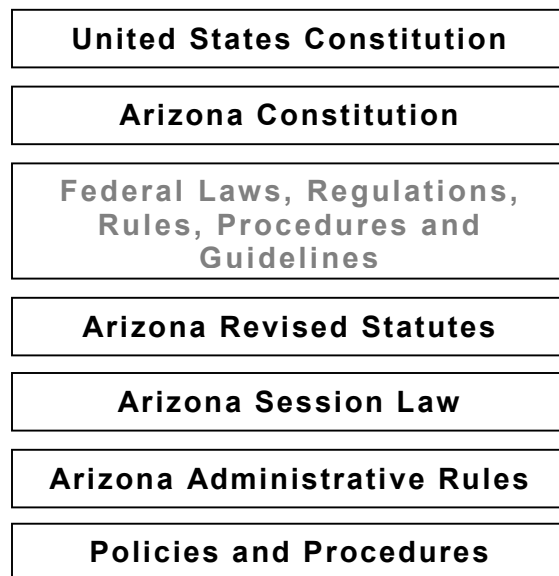 United States Constitution
Arizona Constitution
Federal Laws, Regulations,
Rules, Procedures and
Guidelines
Arizona Revised Statutes
Arizona Session Law
Arizona Administrative Rules
Policies and Procedures